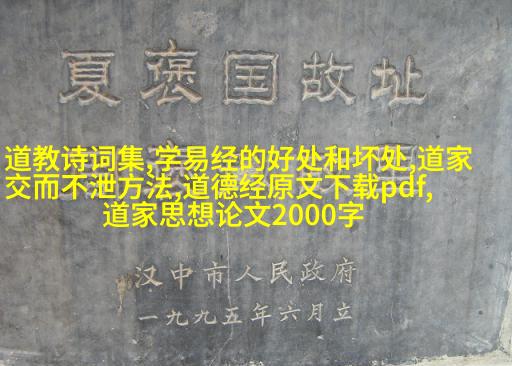 夏褒国故址
道教诗词集,学易经的好处和坏处,道家
交而不泄方法,道德经原文下载pdf,
道家思想论文2000字
汉中市人民政府
一九九五年六月立